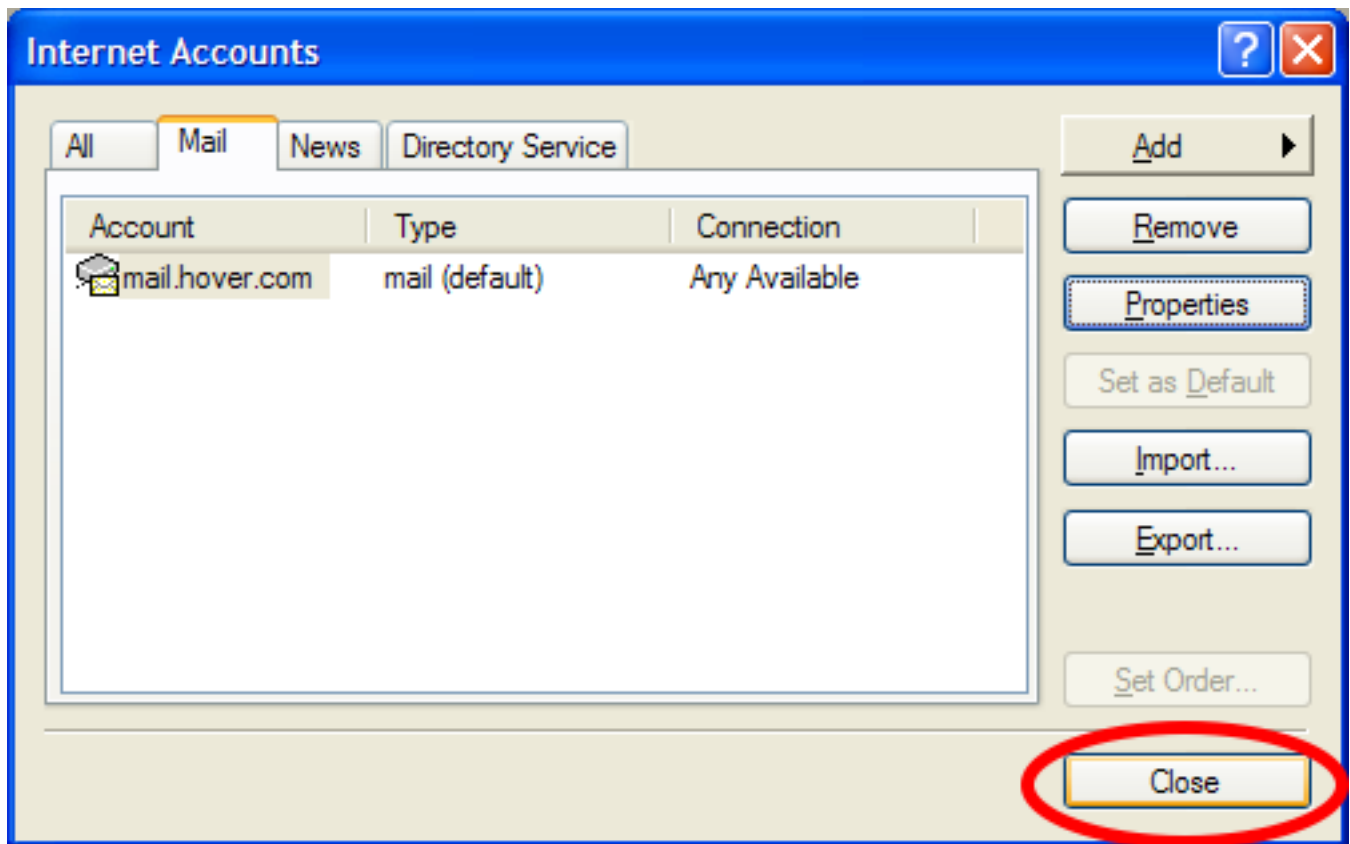 Internet Accounts
All Mail News Directory Service
Add
Account Type Connection
Remove
mail.hover.com mail (default) Any Available
Properties
Set as Default
Import...
Export...
Set Order...
Close